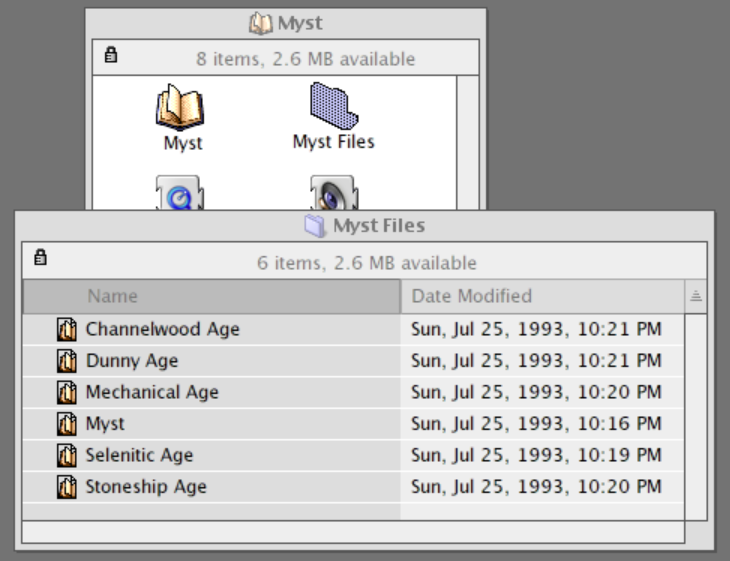 Myst
8 items, 2.6 MB available
Myst
Myst Files
Myst Files
6 items, 2.6 MB available
Name Date Modified
Channelwood Age Sun, Jul 25, 1993, 10:21 PM
Dunny Age Sun, Jul 25, 1993, 10:21 PM
Mechanical Age Sun, Jul 25, 1993, 10:20 PM
Myst Sun, Jul 25, 1993, 10:16 PM
Selenitic Age Sun, Jul 25, 1993, 10:19 PM
Stoneship Age Sun, Jul 25, 1993, 10:20 PM